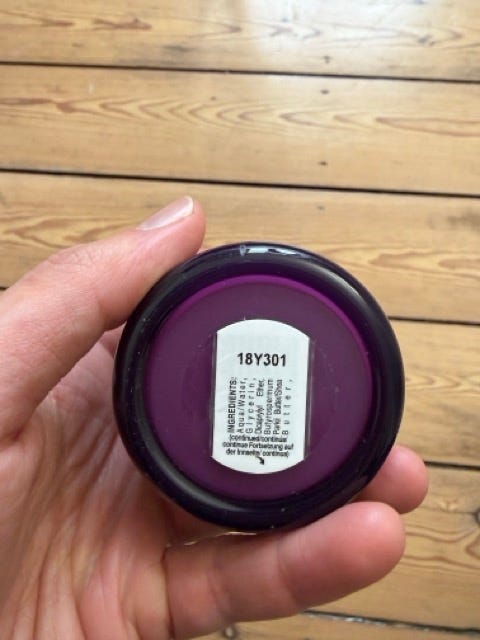 18Y301
INGREDIENTS:
Aqua/Water,
Glycerin,
Dicaprylyl Ether,
Butyrospermum
Parkii Butter/Shea
Butter,
(continued/continúa/
continue Fortsetzung auf
der Innseite/ continua)